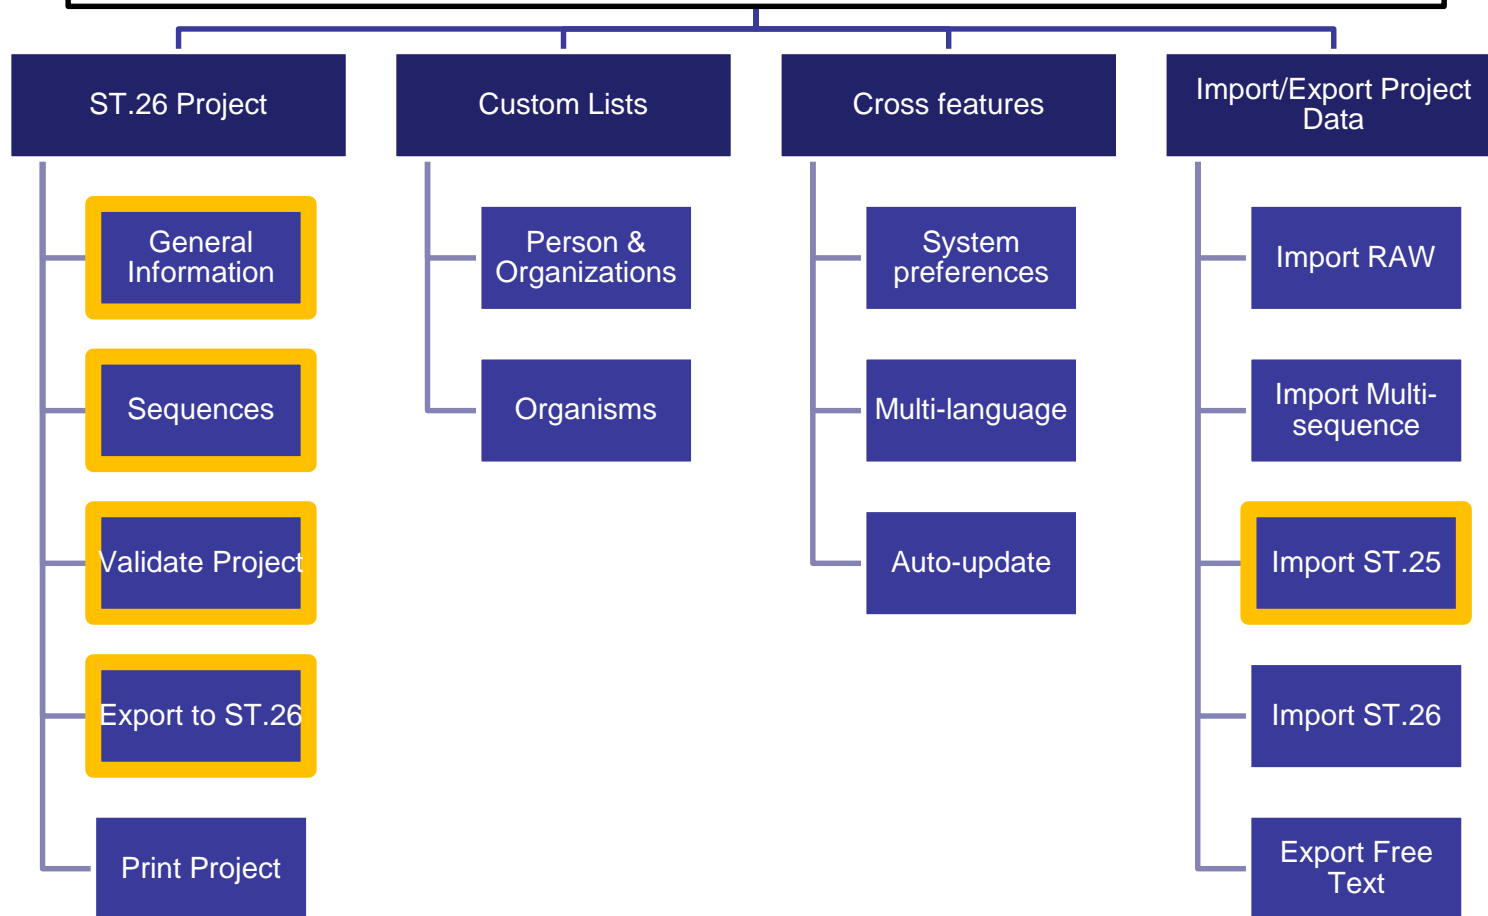 ST.26 Project
Custom Lists
Cross features
Import/Export Project
Data
General
Information
Sequences
Validate Project
Export to ST.26
Print Project
Person &
Organizations
Organisms
System
preferences
Multi-language
Auto-update
Import RAW
Import Multi-
sequence
Import ST.25
Import ST.26
Export Free
Text